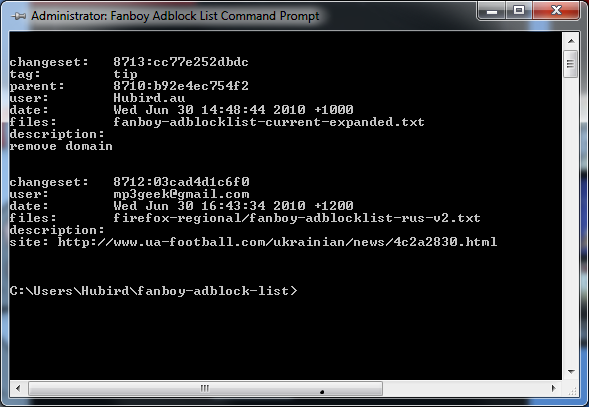 Administrator: Fanboy Adblock List Command Prompt
changeset: 8713:cc77e252dbdc
tag: tip
parent: 8710:b92e4ec754f2
user: Hubird.au
date: Wed Jun 30 14:48:44 2010 +1000
files: fanboy-adblocklist-current-expanded.txt
description:
remove domain
changeset: 8712:03cad4d1c6f0
user: mp3geek@gmail.com
date: Wed Jun 30 16:43:34 2010 +1200
files: firefox-regional/fanboy-adblocklist-rus-v2.txt
description:
site: http://www.ua-football.com/ukrainian/news/4c2a2830.html
C:\Users\Hubird\fanboy-adblock-list>